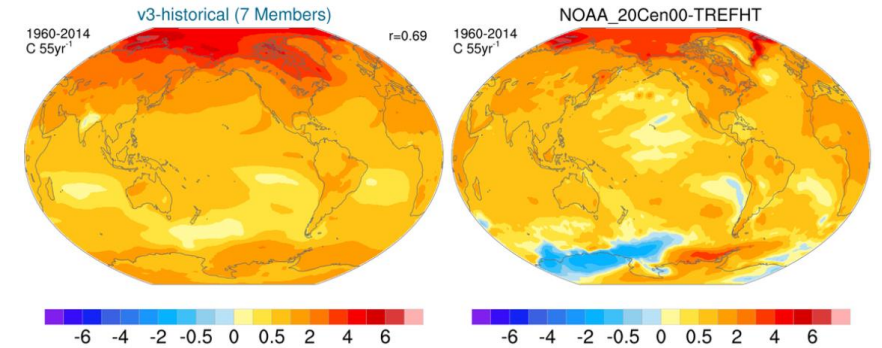 v3-historical (7 Members)
1960-2014
C 55yr-1
r=0.69
-6 -4 -2 -0.5 0 0.5 2 4 6
NOAA_20Cen00-TREFHT
1960-2014
C 55yr-1
-6 -4 -2 -0.5 0 0.5 2 4 6